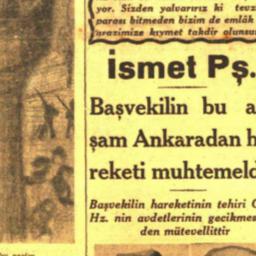 yor. Sizden yalvarırız ki tevz
parası bitmeden bizim de emlâk
arazimize kıymet takdir olunsu
İsmet Pş.
Başvekilin bu a
şam Ankaradan h
reketi muhtemeld
Başvekilin hareketinin tehiri G
Hz. nin avdetlerinin gecikmes
den mütevellittir